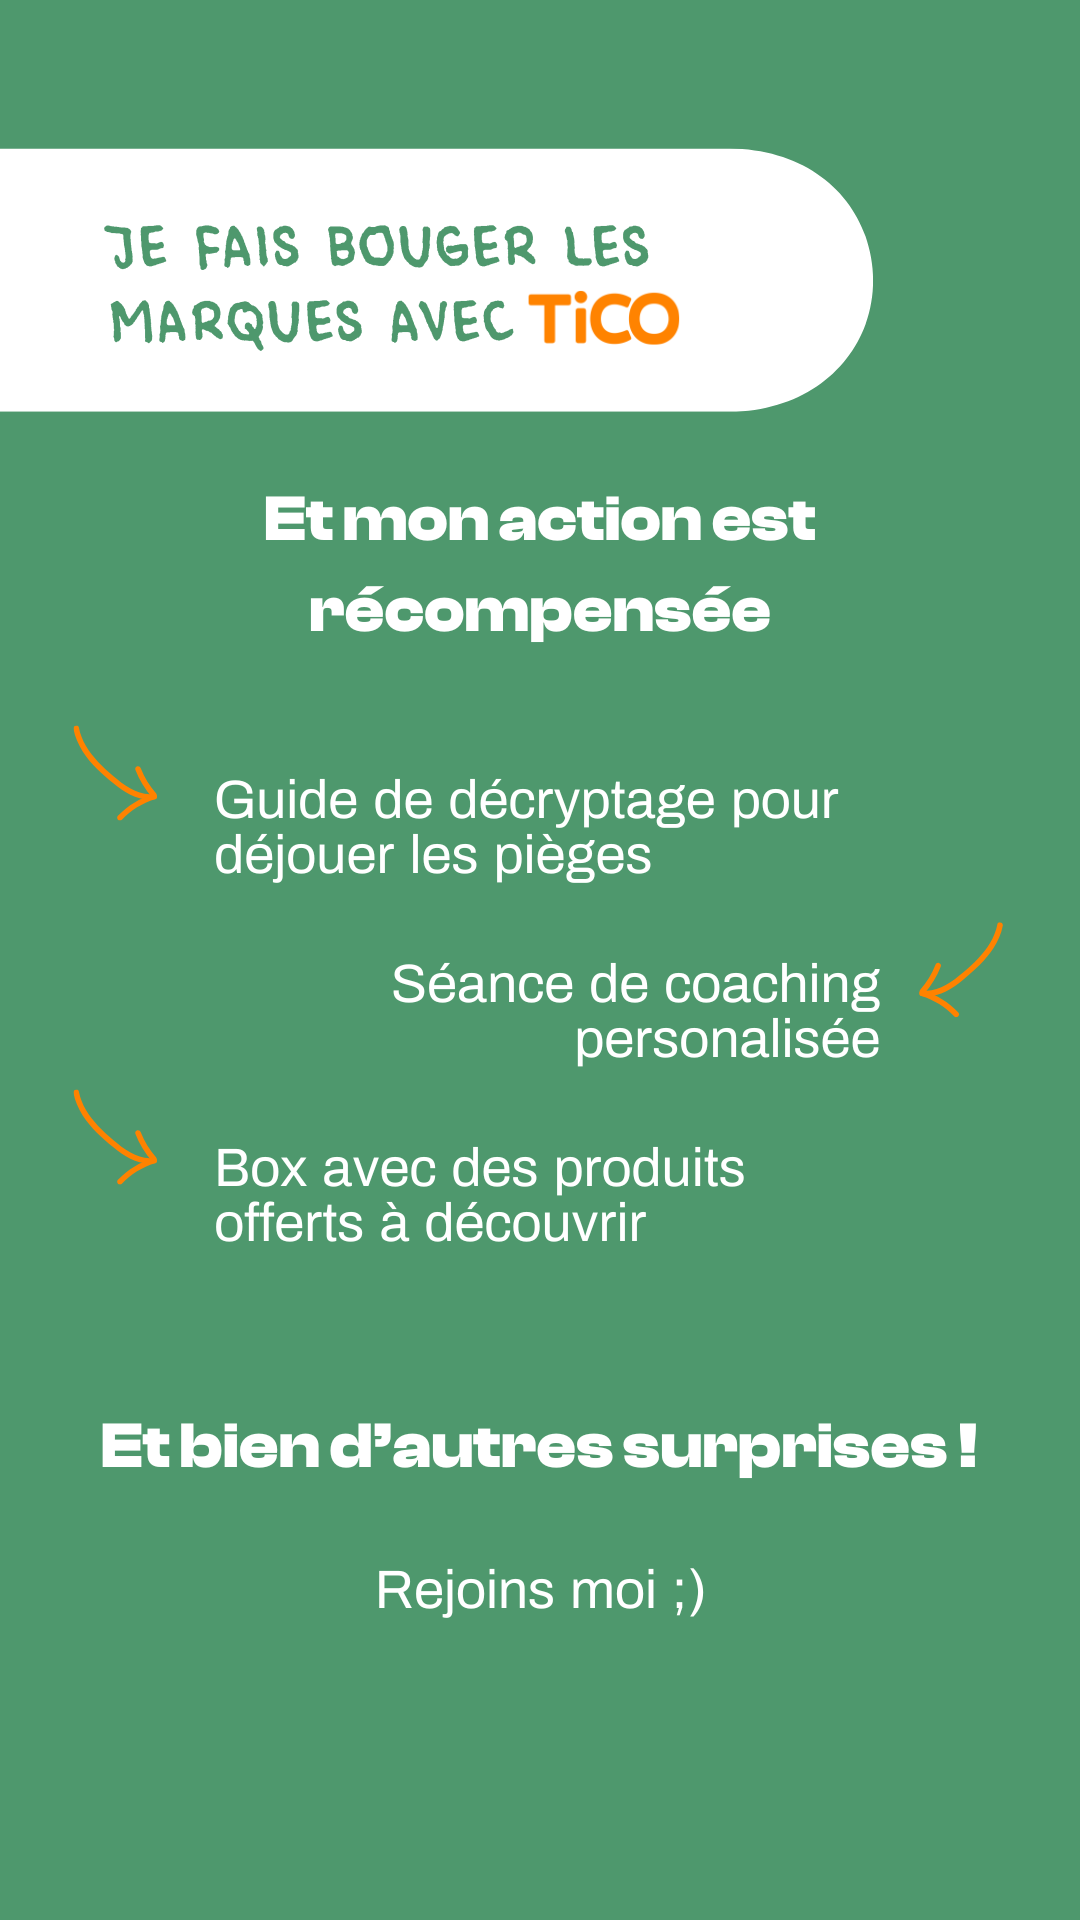 JE FAIS BOUGER LES
MARQUES AVEC TiCO
Et mon action est
récompensée
Guide de décryptage pour
déjouer les pièges
Séance de coaching
personalisée
Box avec des produits
offerts à découvrir
Et bien d’autres surprises !
Rejoins moi ;)